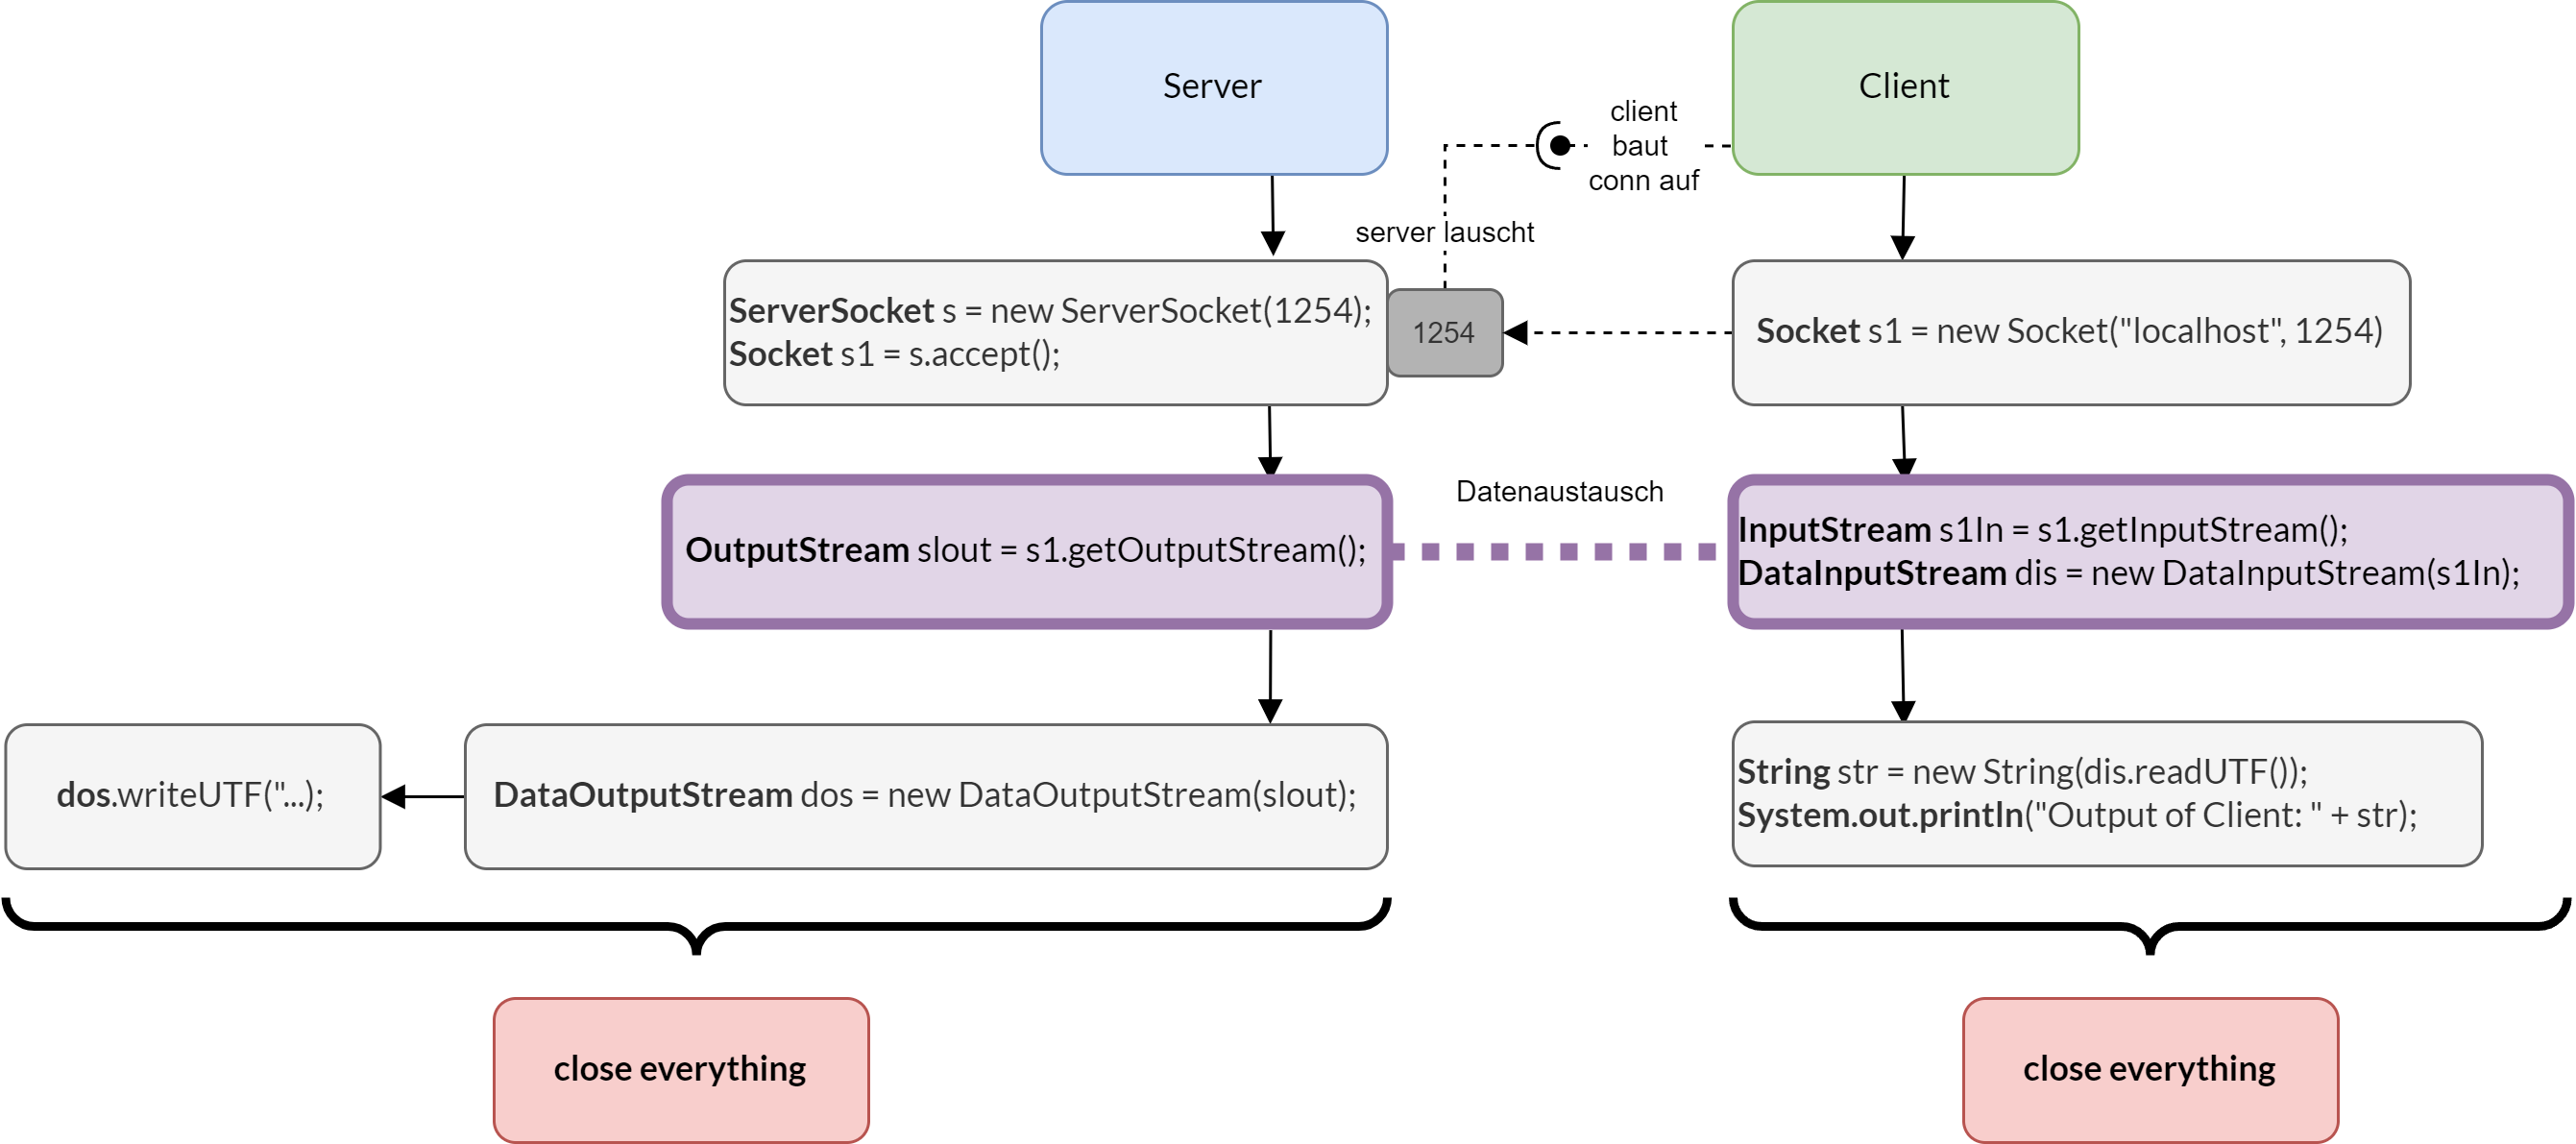 Server
Client
client
baut
conn auf
server lauscht
ServerSocket s = new ServerSocket(1254);
Socket s1 = s.accept();
1254
Socket s1 = new Socket("localhost", 1254)
Datenaustausch
OutputStream slout = s1.getOutputStream();
InputStream s1In = s1.getInputStream();
DataInputStream dis = new DataInputStream(s1In);
dos.writeUTF("...);
DataOutputStream dos = new DataOutputStream(slout);
String str = new String(dis.readUTF());
System.out.println("Output of Client: " + str);
close everything
close everything